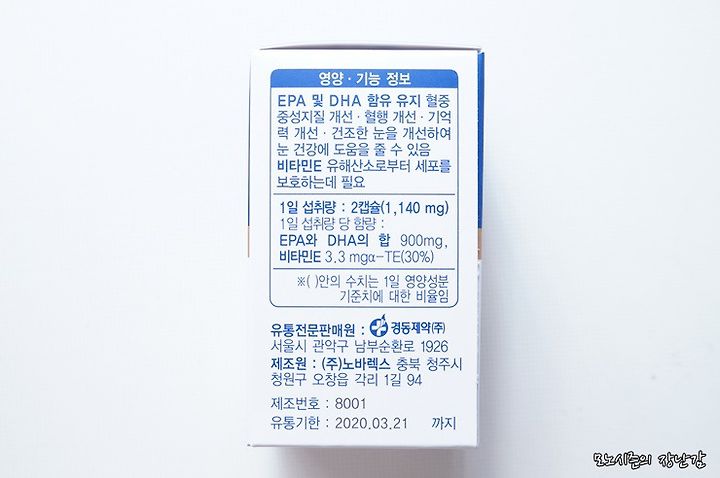 영양·기능 정보
EPA 및 DHA 함유 유지 혈중
중성지질 개선·혈행 개선·기억
력 개선·건조한 눈을 개선하여
눈 건강에 도움을 줄 수 있음
비타민E 유해산소로부터 세포를
보호하는데 필요
1일 섭취량 : 2캡슐(1,140 mg)
1일 섭취량 당 함량 :
EPA와 DHA의 합 900mg,
비타민E 3.3 mgα-TE(30%)
※( )안의 수치는 1일 영양성분
기준치에 대한 비율임
유통전문판매원 : 경동제약(주)
서울시 관악구 남부순환로 1926
제조원 : (주)노바렉스 충북 청주시
청원구 오창읍 각리 1길 94
제조번호 : 8001
유통기한 : 2020.03.21 까지
모노시즌의 장난감